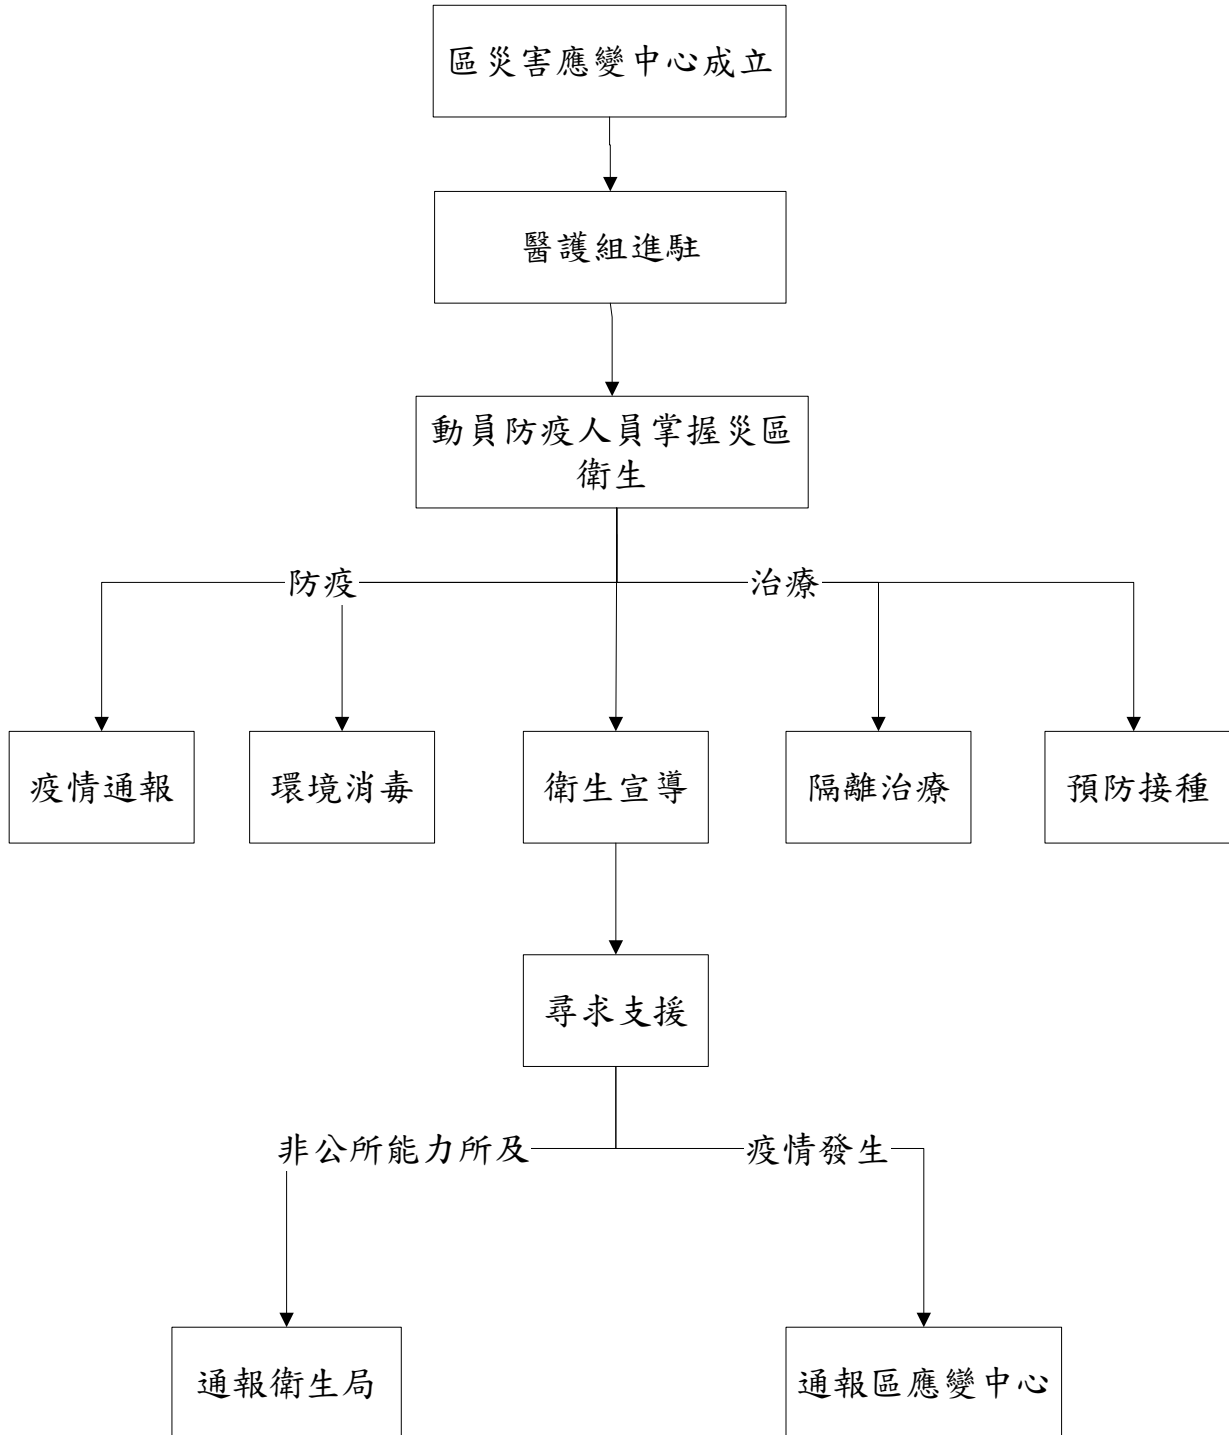 區災害應變中心成立
醫護組進駐
動員防疫人員掌握災區
衛生
防疫
治療
疫情通報
環境消毒
衛生宣導
隔離治療
預防接種
尋求支援
非公所能力所及
疫情發生
通報衛生局
通報區應變中心